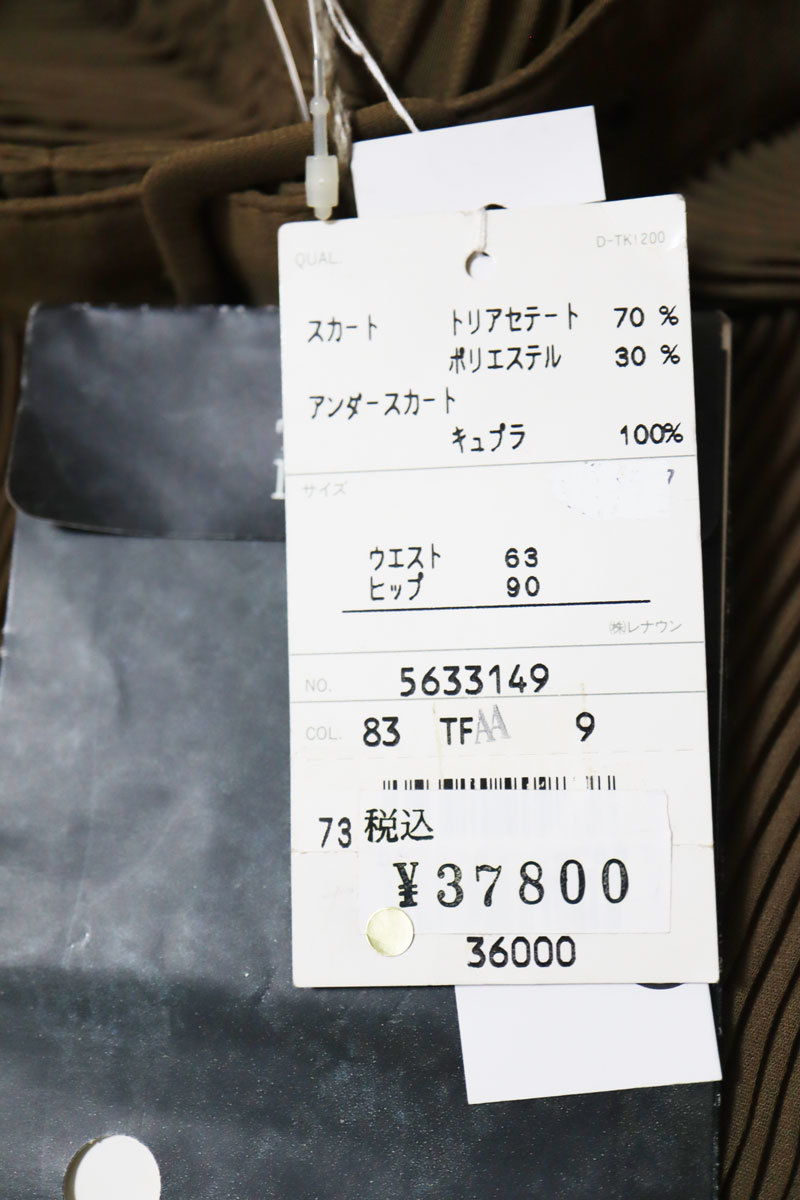 QUAL.
D-TK1200
スカート トリアセテート 70 %
ポリエステル 30 %
アンダースカート
キュプラ 100%
サイズ
ウエスト 63
ヒップ 90
㈱レナウン
NO. 5633149
COL. 83 TF AA 9
73 税込
¥37800
36000